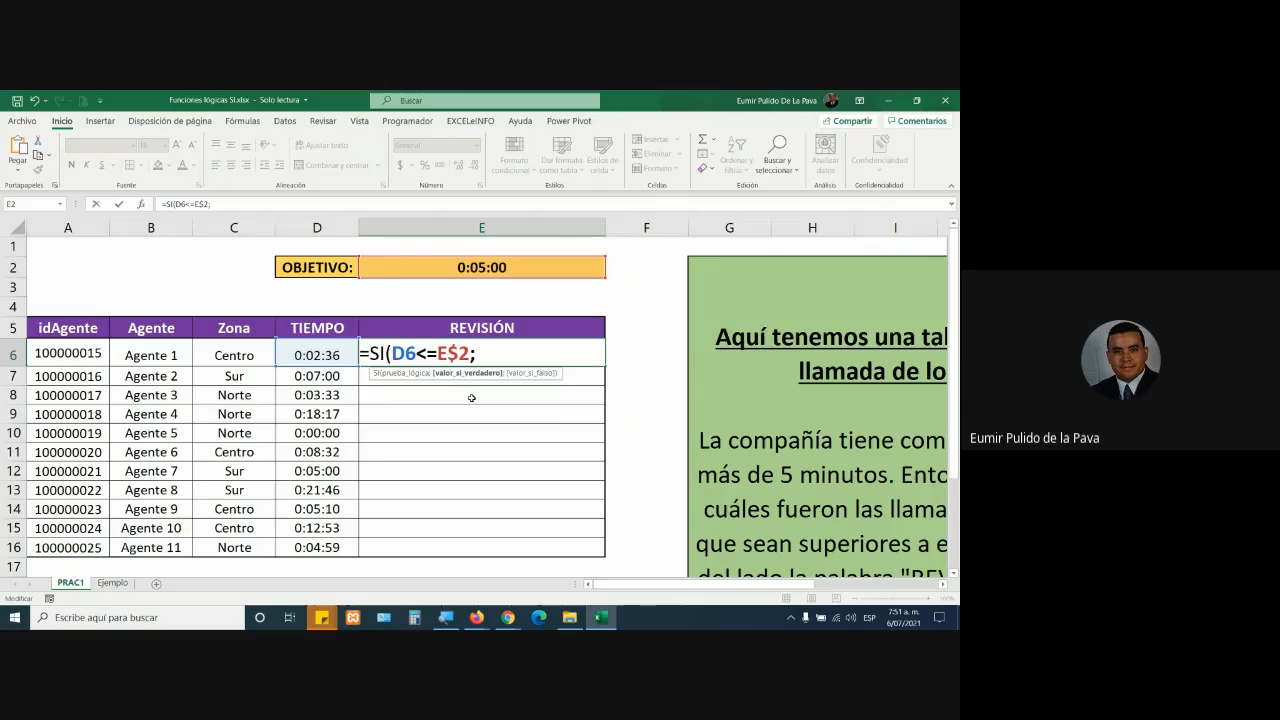 Funciones lógicas SI.xlsx - Solo lectura
Buscar
Eumir Pulido De La Pava
Archivo Inicio Insertar Disposición de página Fórmulas Datos Revisar Vista Programador EXCELeINFO Ayuda Power Pivot Compartir Comentarios
Pegar
N K S
Ajustar texto
Combinar y centrar
General
$ % 000
Formato condicional
Dar formato como tabla
Estilos de celda
Insertar
Eliminar
Formato
Ordenar y filtrar
Buscar y seleccionar
Analizar datos
Confidencialidad
Portapapeles Fuente Alineación Número Estilos Celdas Edición Análisis Confidencialidad
E2 =SI(D6<=E$2;
A B C D E F G H I
1
2 OBJETIVO: 0:05:00
3
4
5 idAgente Agente Zona TIEMPO REVISIÓN
6 100000015 Agente 1 Centro 0:02:36 =SI(D6<=E$2;
SI(prueba_lógica; [valor_si_verdadero]; [valor_si_falso])
7 100000016 Agente 2 Sur 0:07:00
8 100000017 Agente 3 Norte 0:03:33
9 100000018 Agente 4 Norte 0:18:17
10 100000019 Agente 5 Norte 0:00:00
11 100000020 Agente 6 Centro 0:08:32
12 100000021 Agente 7 Sur 0:05:00
13 100000022 Agente 8 Sur 0:21:46
14 100000023 Agente 9 Centro 0:05:10
15 100000024 Agente 10 Centro 0:12:53
16 100000025 Agente 11 Norte 0:04:59
17
Aquí tenemos una tal
llamada de lo
La compañía tiene com
más de 5 minutos. Ento
cuáles fueron las llama
que sean superiores a e
del lado la palabra "REV
PRAC1 Ejemplo
Modificar
Escribe aquí para buscar
ESP
7:51 a. m.
6/07/2021
Eumir Pulido de la Pava